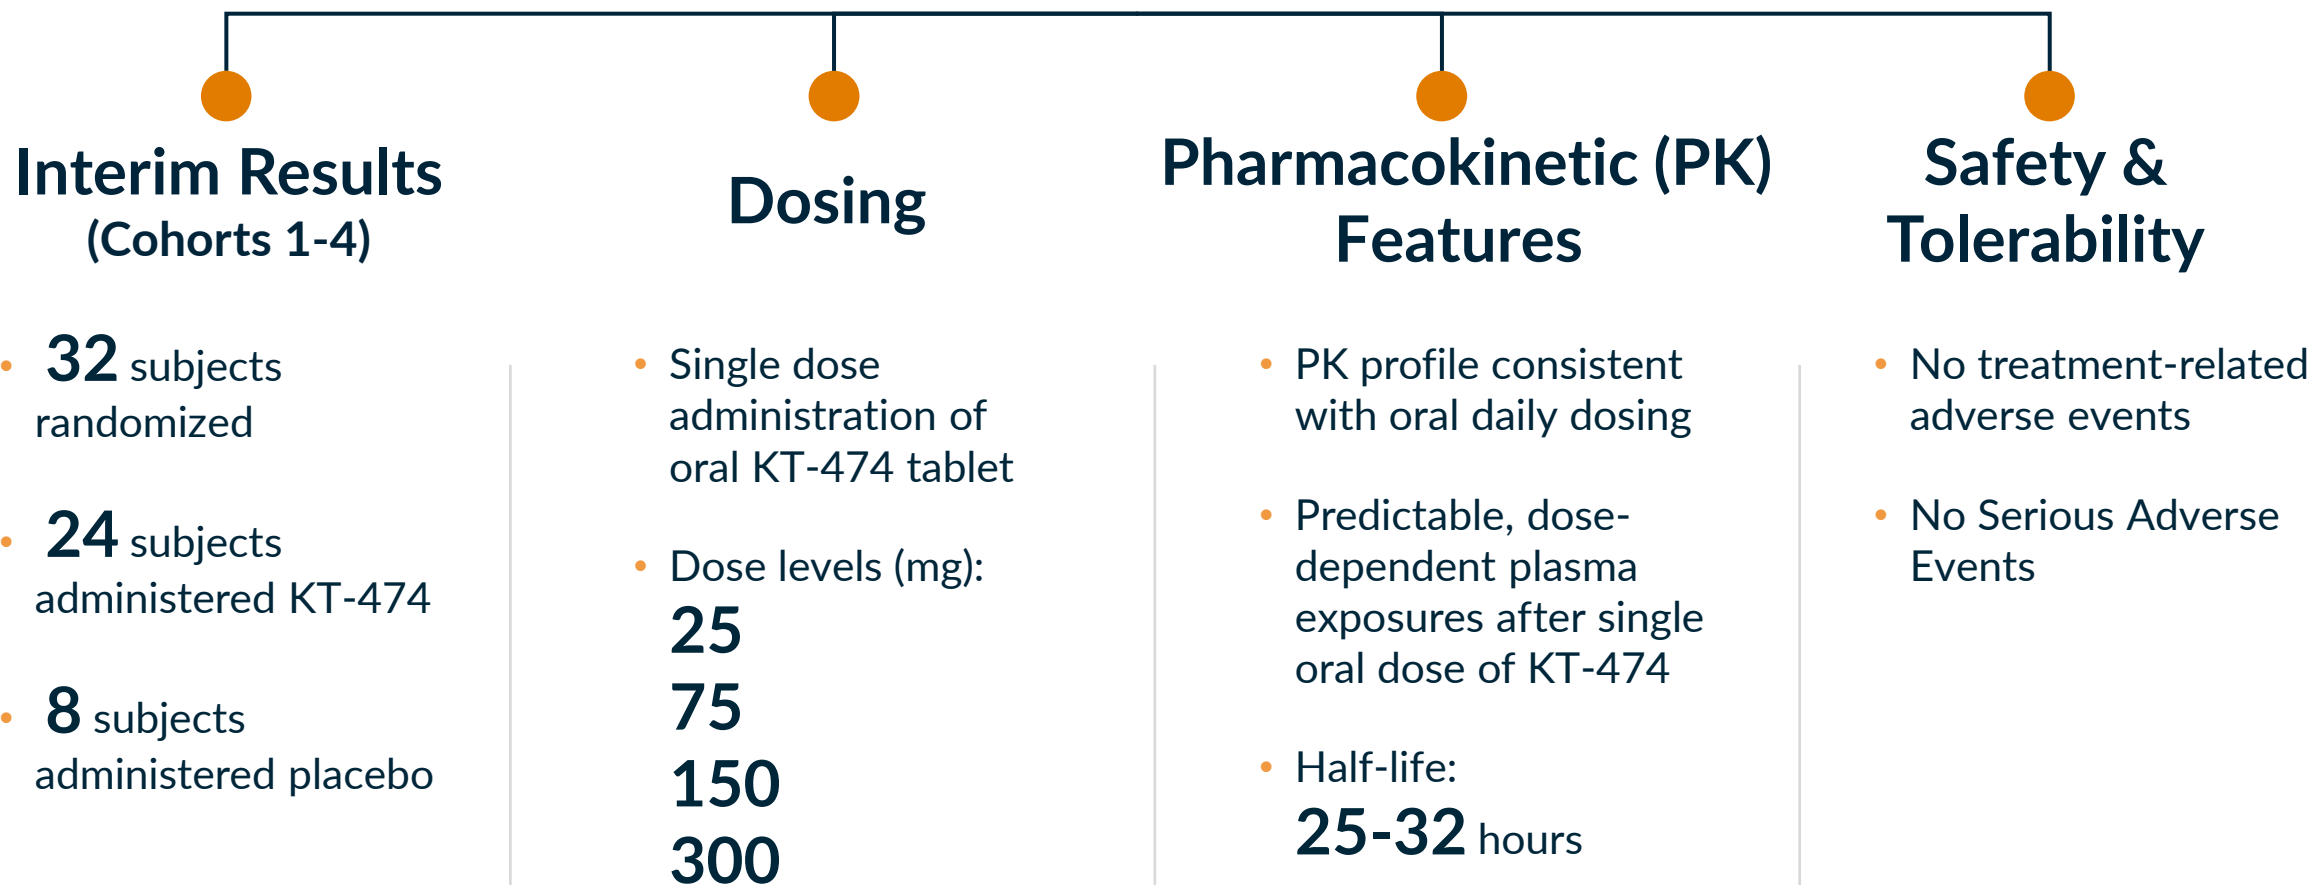 Interim Results
(Cohorts 1-4)
• 32 subjects
randomized
• 24 subjects
administered KT-474
• 8 subjects
administered placebo
Dosing
• Single dose
administration of
oral KT-474 tablet
• Dose levels (mg):
25
75
150
300
Pharmacokinetic (PK)
Features
• PK profile consistent
with oral daily dosing
• Predictable, dose-
dependent plasma
exposures after single
oral dose of KT-474
• Half-life:
25-32 hours
Safety &
Tolerability
• No treatment-related
adverse events
• No Serious Adverse
Events